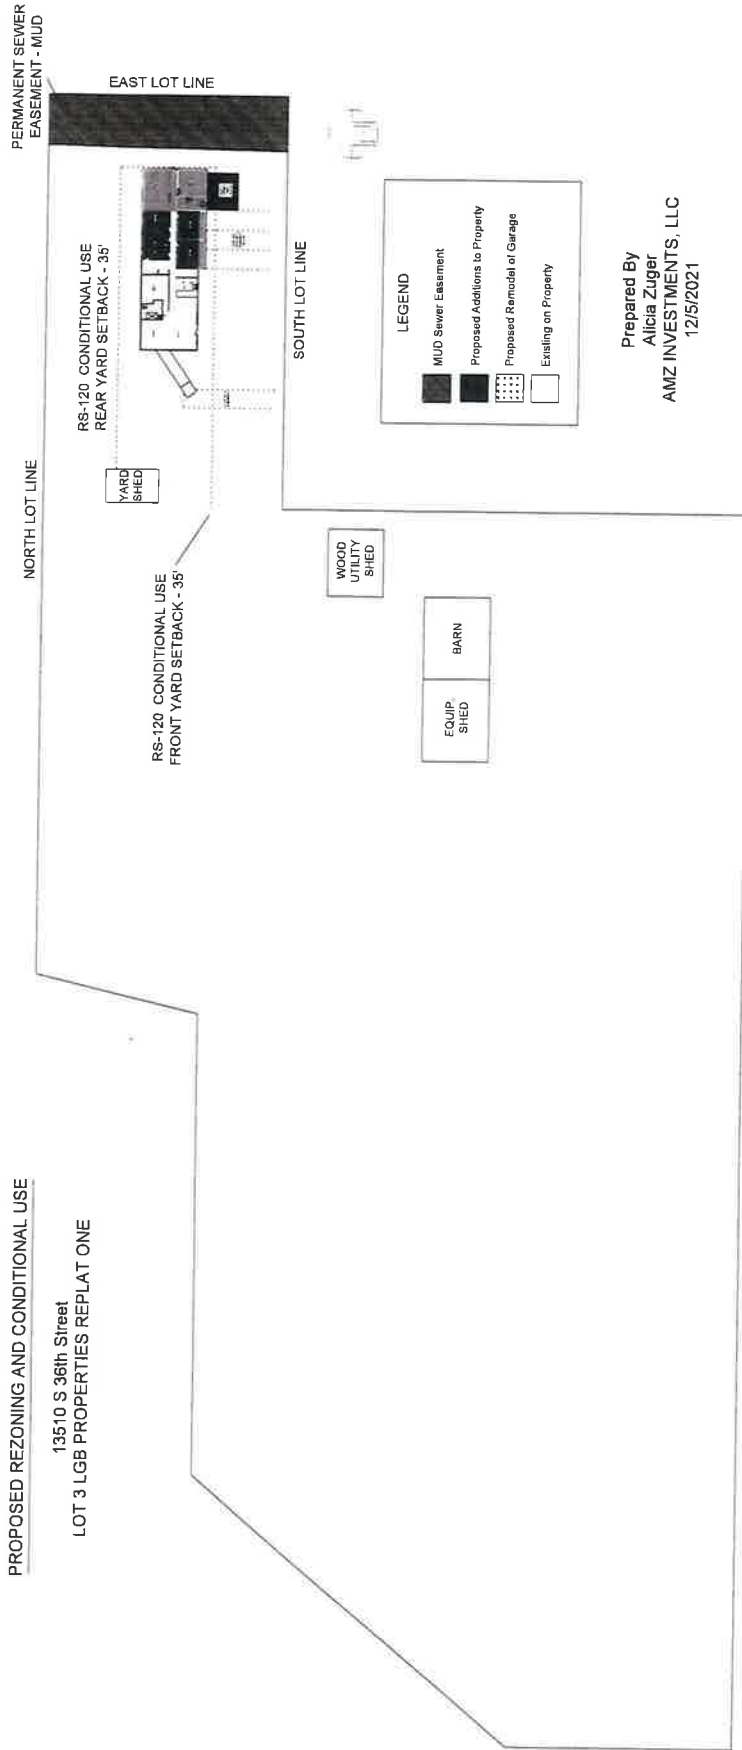 PROPOSED REZONING AND CONDITIONAL USE
13510 S 36th Street
LOT 3 LGB PROPERTIES REPLAT ONE
NORTH LOT LINE
PERMANENT SEWER
EASEMENT - MUD
EAST LOT LINE
RS-120 CONDITIONAL USE
REAR YARD SETBACK - 35'
YARD
SHED
RS-120 CONDITIONAL USE
FRONT YARD SETBACK - 35'
SOUTH LOT LINE
WOOD
UTILITY
SHED
EQUIP.
SHED
BARN
LEGEND
MUD Sewer Easement
Proposed Additions to Property
Proposed Remodel of Garage
Existing on Property
Prepared By
Alicia Zuger
AMZ INVESTMENTS, LLC
12/5/2021